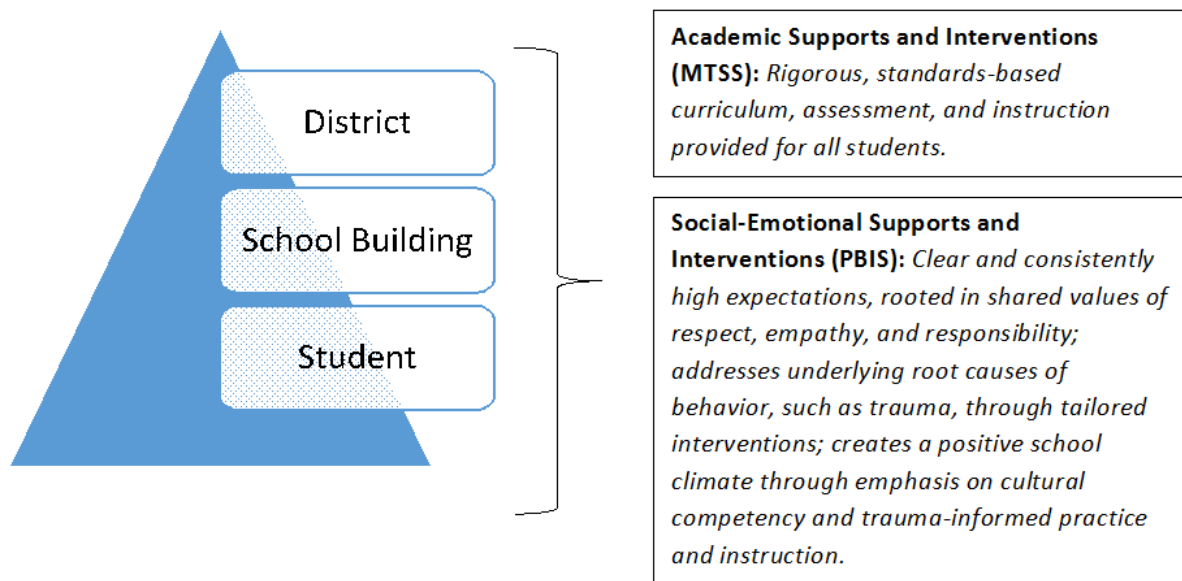 District
School Building
Student
Academic Supports and Interventions
(MTSS): Rigorous, standards-based
curriculum, assessment, and instruction
provided for all students.
Social-Emotional Supports and
Interventions (PBIS): Clear and consistently
high expectations, rooted in shared values of
respect, empathy, and responsibility;
addresses underlying root causes of
behavior, such as trauma, through tailored
interventions; creates a positive school
climate through emphasis on cultural
competency and trauma-informed practice
and instruction.